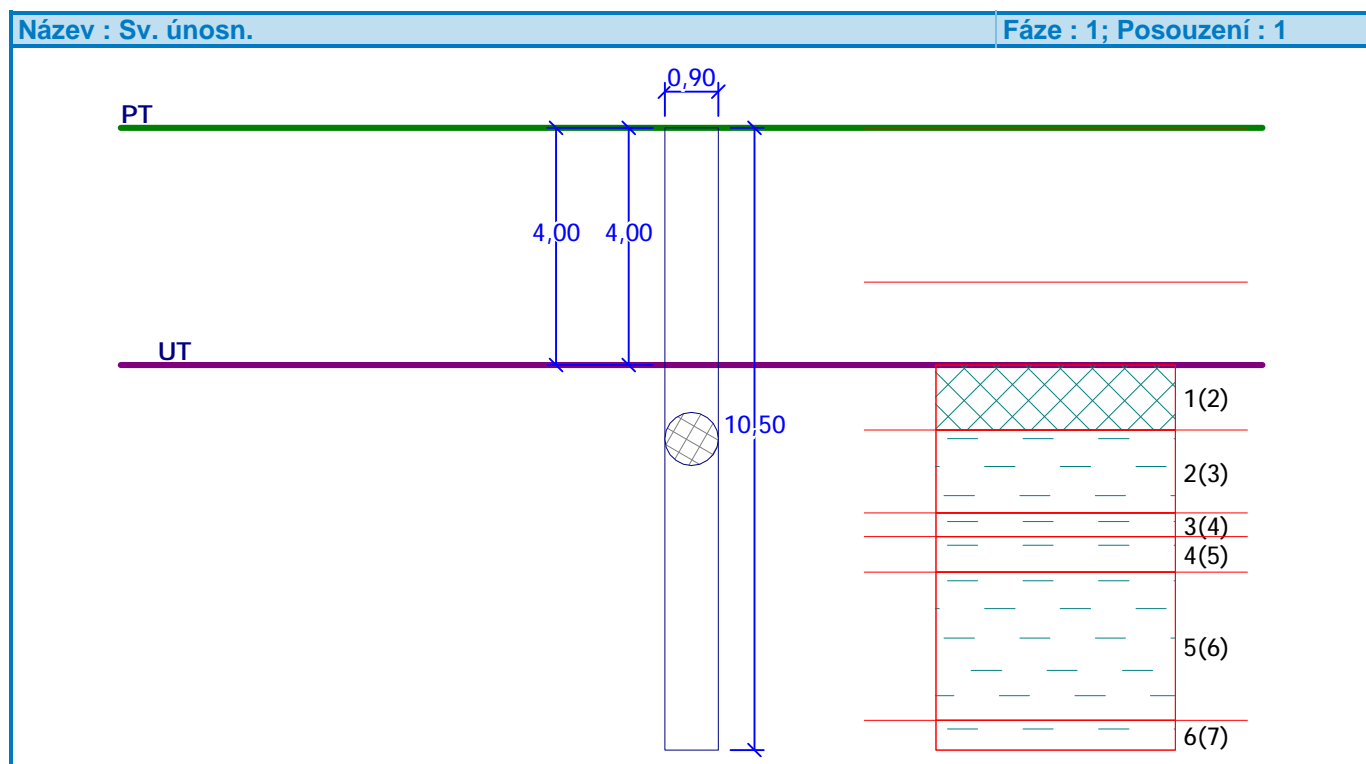 Název : Sv. únosn.
Fáze : 1; Posouzení : 1
0,90
PT
4,00
4,00
UT
1(2)
10,50
2(3)
3(4)
4(5)
5(6)
6(7)